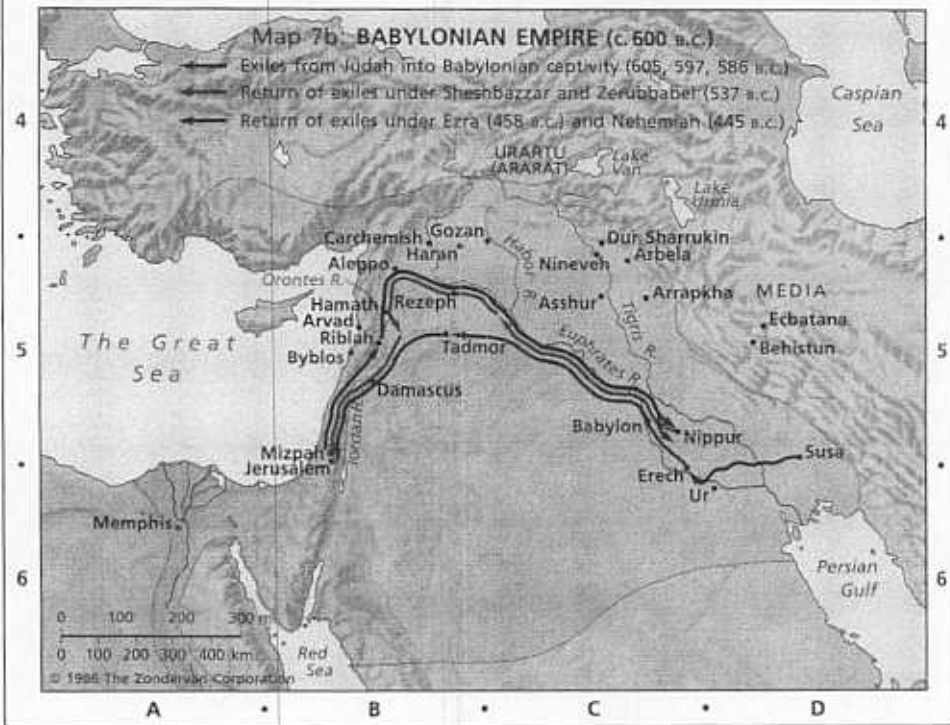 Map 7b: BABYLONIAN EMPIRE (c. 600 B.C.)
Exiles from Judah into Babylonian captivity (605, 597, 586 B.C.)
Return of exiles under Sheshbazzar and Zerubbabel (537 B.C.)
Return of exiles under Ezra (458 B.C.) and Nehemiah (445 B.C.)
Caspian
Sea
4
4
URARTU
(ARARAT)
Lake
Van
Lake
Urmia
Carchemish
Gozan
Haran
Habor
R.
Dur Sharrukin
Nineveh
Arbela
Aleppo
Orontes R.
Hamath
Rezeph
Asshur
Tigris R.
Arrapkha
MEDIA
Arvad
Ecbatana
Riblah
Tadmor
Euphrates R.
Behistun
Byblos
The Great
Sea
5
5
Damascus
Jordan R.
Babylon
Nippur
Mizpah
Jerusalem
Susa
Erech
Ur
Memphis
Persian
Gulf
6
6
0 100 200 300 m
0 100 200 300 400 km
Red
Sea
© 1986 The Zondervan Corporation
A
B
C
D